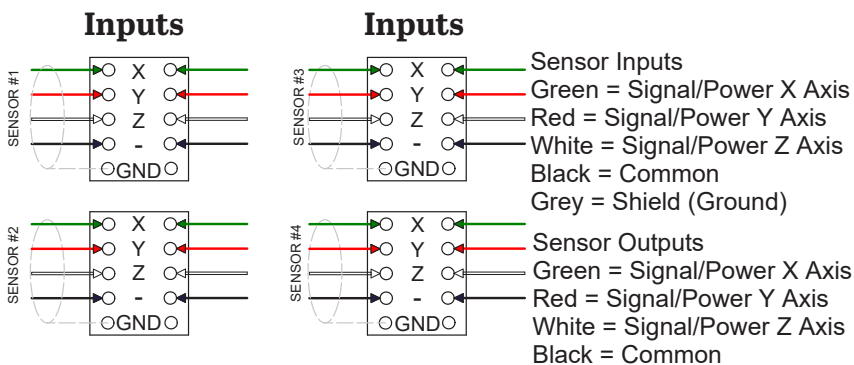 Inputs
Inputs
SENSOR #1
X
Y
Z
-
GND
SENSOR #3
X
Y
Z
-
GND
Sensor Inputs
Green = Signal/Power X Axis
Red = Signal/Power Y Axis
White = Signal/Power Z Axis
Black = Common
Grey = Shield (Ground)
SENSOR #2
X
Y
Z
-
GND
SENSOR #4
X
Y
Z
-
GND
Sensor Outputs
Green = Signal/Power X Axis
Red = Signal/Power Y Axis
White = Signal/Power Z Axis
Black = Common